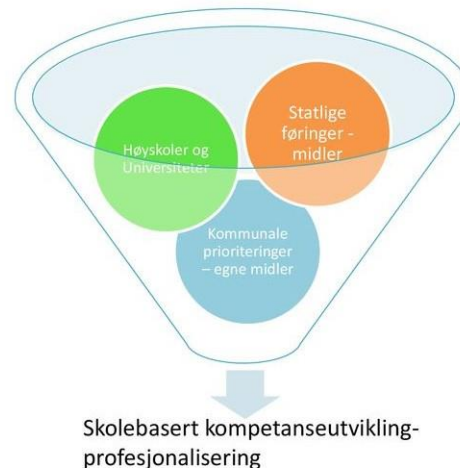 Statlige
føringer -
midler
Høyskoler og
Universiteter
Kommunale
prioriteringer
– egne midler
Skolebasert kompetanseutvikling-
profesjonalisering